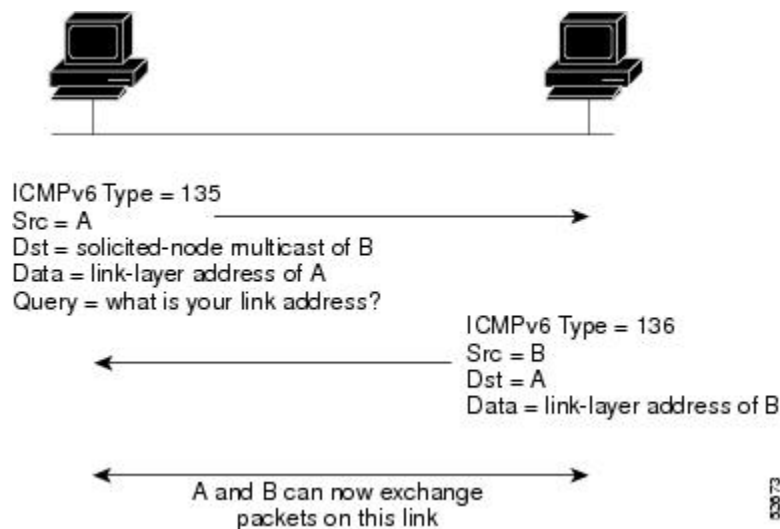 ICMPv6 Type = 135
Src = A
Dst = solicited-node multicast of B
Data = link-layer address of A
Query = what is your link address?
ICMPv6 Type = 136
Src = B
Dst = A
Data = link-layer address of B
A and B can now exchange
packets on this link